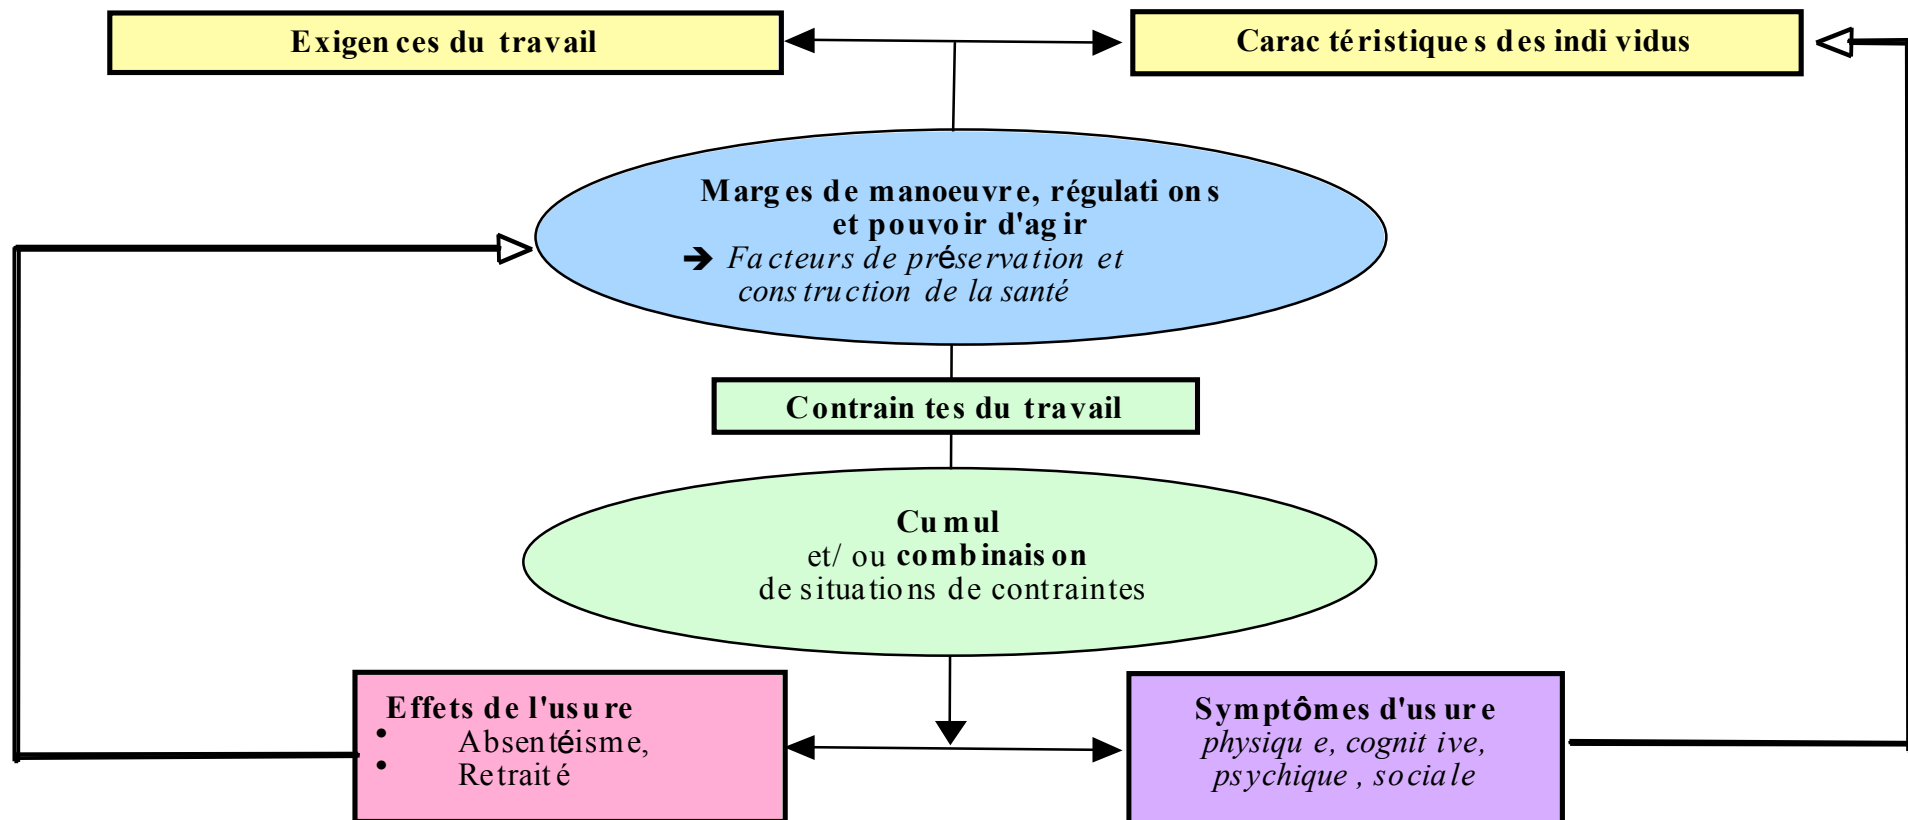 Exigences du travail
Caractéristiques des individus
Marges de manoeuvre, régulations
et pouvoir d'agir
➔ Facteurs de préservation et
construction de la santé
Contraintes du travail
Cumul
et/ ou combinaison
de situations de contraintes
Effets de l'usure
• Absentéisme,
• Retraité
Symptômes d'usure
physique, cognitive,
psychique, sociale